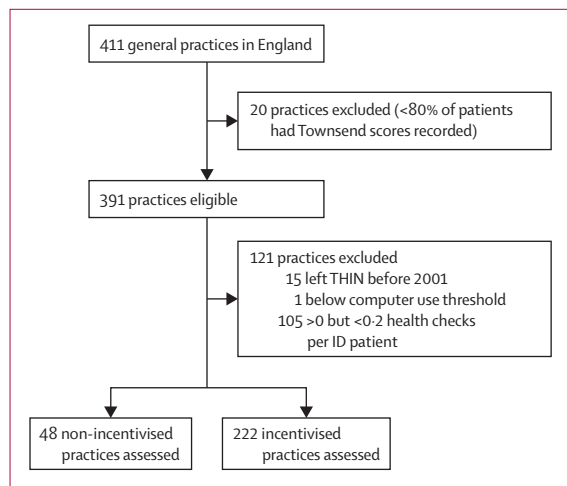 411 general practices in England
20 practices excluded (<80% of patients
had Townsend scores recorded)
391 practices eligible
121 practices excluded
15 left THIN before 2001
1 below computer use threshold
105 >0 but <0·2 health checks
per ID patient
48 non-incentivised
practices assessed
222 incentivised
practices assessed